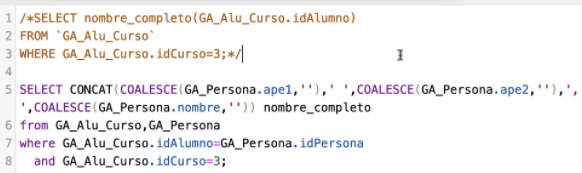 1 /*SELECT nombre_completo(GA_Alu_Curso.idAlumno)
2 FROM `GA_Alu_Curso`
3 WHERE GA_Alu_Curso.idCurso=3;*/
4
5 SELECT CONCAT(COALESCE(GA_Persona.ape1,''),' ',COALESCE(GA_Persona.ape2,''),',
',COALESCE(GA_Persona.nombre,'')) nombre_completo
6 from GA_Alu_Curso,GA_Persona
7 where GA_Alu_Curso.idAlumno=GA_Persona.idPersona
8 and GA_Alu_Curso.idCurso=3;